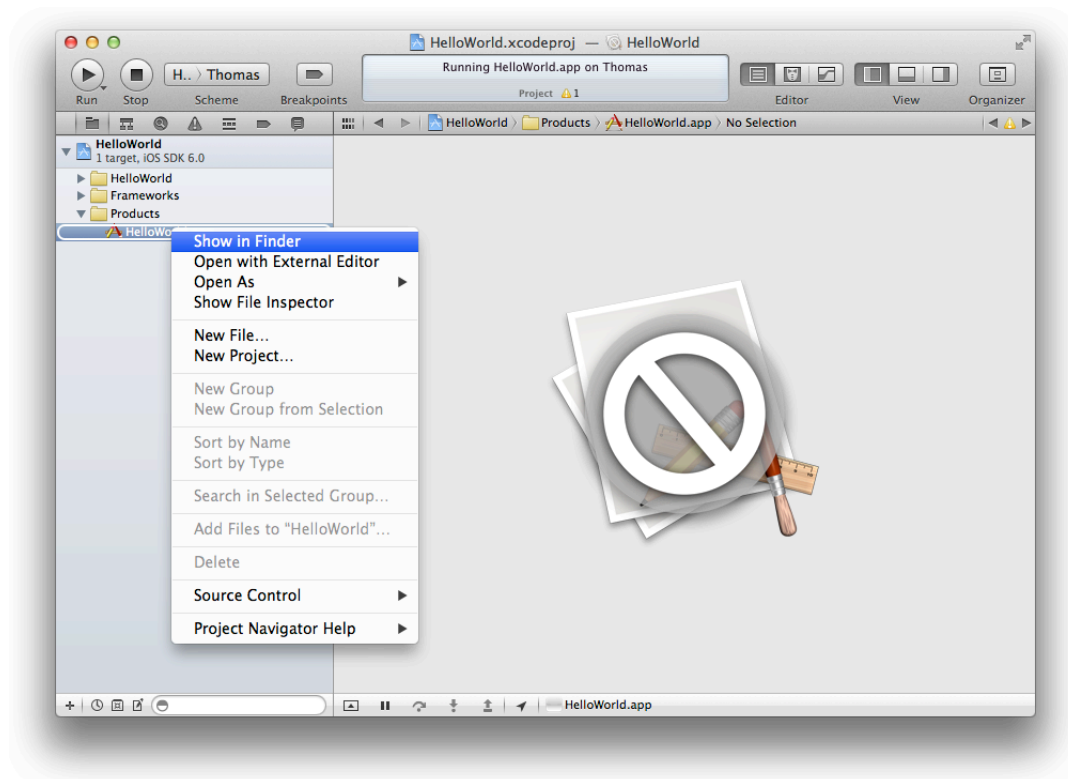 HelloWorld.xcodeproj — HelloWorld
Run
Stop
H.. 〉 Thomas
Scheme
Breakpoints
Running HelloWorld.app on Thomas
Project 1
Editor
View
Organizer
HelloWorld 〉 Products 〉 HelloWorld.app 〉 No Selection
HelloWorld
1 target, iOS SDK 6.0
HelloWorld
Frameworks
Products
HelloWo
Show in Finder
Open with External Editor
Open As
Show File Inspector
New File...
New Project...
New Group
New Group from Selection
Sort by Name
Sort by Type
Search in Selected Group...
Add Files to “HelloWorld”...
Delete
Source Control
Project Navigator Help
HelloWorld.app